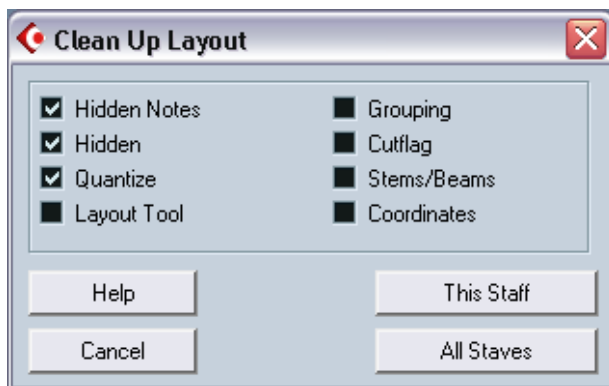 Clean Up Layout
Hidden Notes
Hidden
Quantize
Layout Tool
Grouping
Cutflag
Stems/Beams
Coordinates
Help
This Staff
Cancel
All Staves